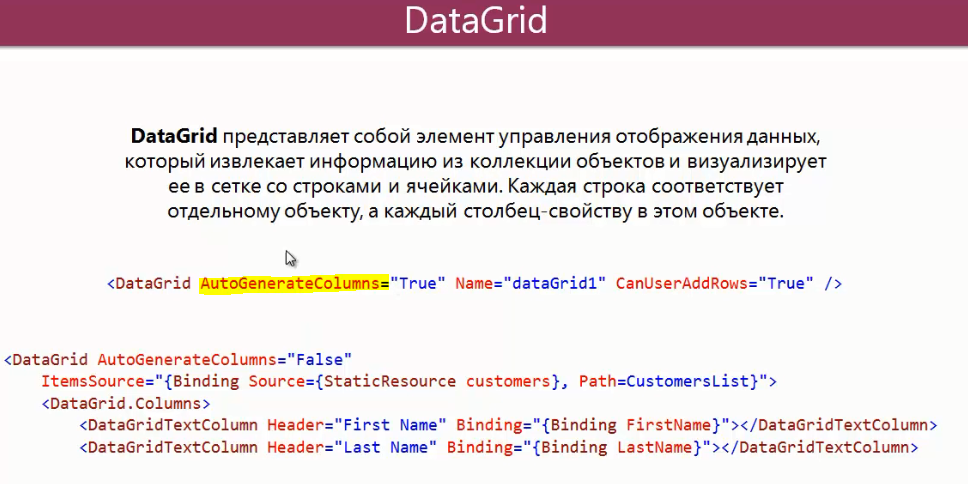 DataGrid
DataGrid представляет собой элемент управления отображения данных,
который извлекает информацию из коллекции объектов и визуализирует
ее в сетке со строками и ячейками. Каждая строка соответствует
отдельному объекту, а каждый столбец-свойству в этом объекте.
<DataGrid AutoGenerateColumns="True" Name="dataGrid1" CanUserAddRows="True" />
<DataGrid AutoGenerateColumns="False"
ItemsSource="{Binding Source={StaticResource customers}, Path=CustomersList}">
<DataGrid.Columns>
<DataGridTextColumn Header="First Name" Binding="{Binding FirstName}"></DataGridTextColumn>
<DataGridTextColumn Header="Last Name" Binding="{Binding LastName}"></DataGridTextColumn>